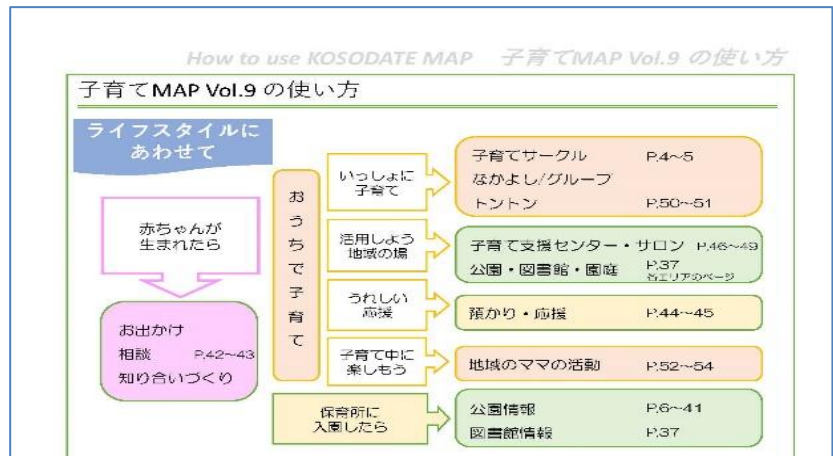 How to use KOSODATE MAP 子育てMAP Vol.9 の使い方
子育てMAP Vol.9 の使い方
ライフスタイルに
あわせて
赤ちゃんが
生まれたら
お出かけ
相談 P.42～43
知り合いづくり
おうちで子育て
いっしょに
子育て
子育てサークル P.4～5
なかよし/グループ
トントン P.50～51
活用しよう
地域の場
子育て支援センター・サロン P.46～49
公園・図書館・園庭 P.37
各エリアのページ
うれしい
応援
預かり・応援 P.44～45
子育て中に
楽しもう
地域のママの活動 P.52～54
保育所に
入園したら
公園情報 P.6～41
図書館情報 P.37